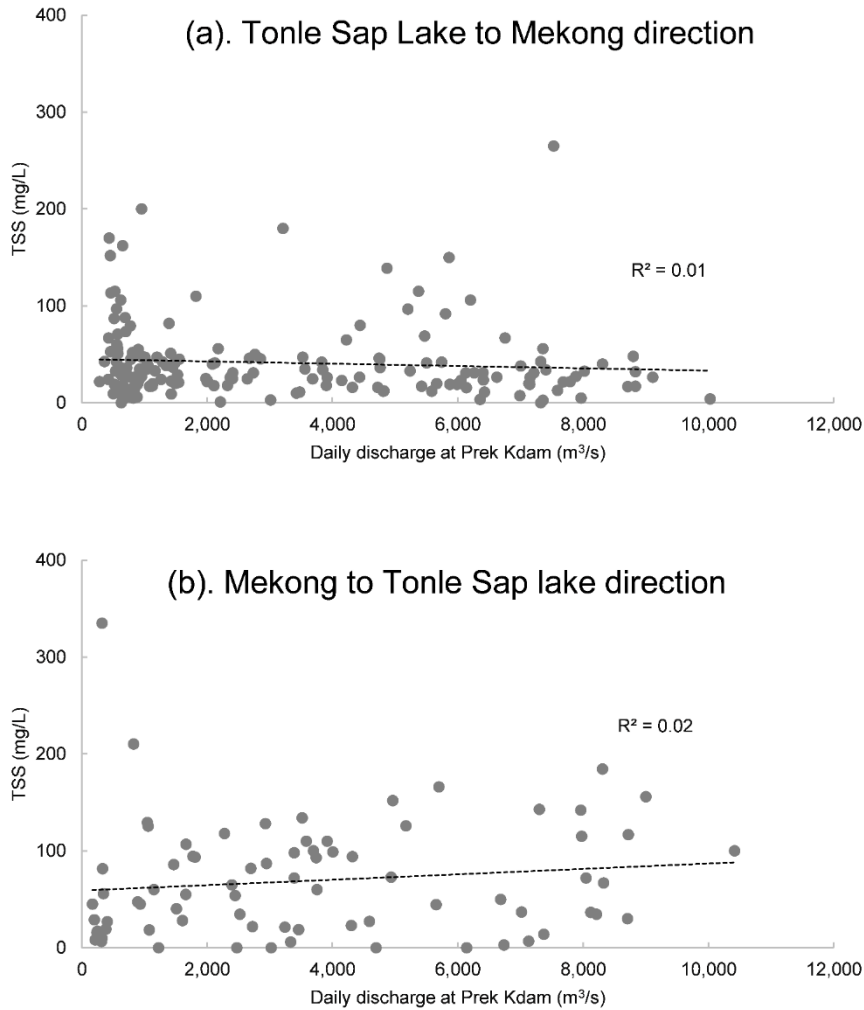 (a). Tonle Sap Lake to Mekong direction
400
300
200
100
0
TSS (mg/L)
R² = 0.01
0 2,000 4,000 6,000 8,000 10,000 12,000
Daily discharge at Prek Kdam (m³/s)
(b). Mekong to Tonle Sap lake direction
400
300
200
100
0
TSS (mg/L)
R² = 0.02
0 2,000 4,000 6,000 8,000 10,000 12,000
Daily discharge at Prek Kdam (m³/s)